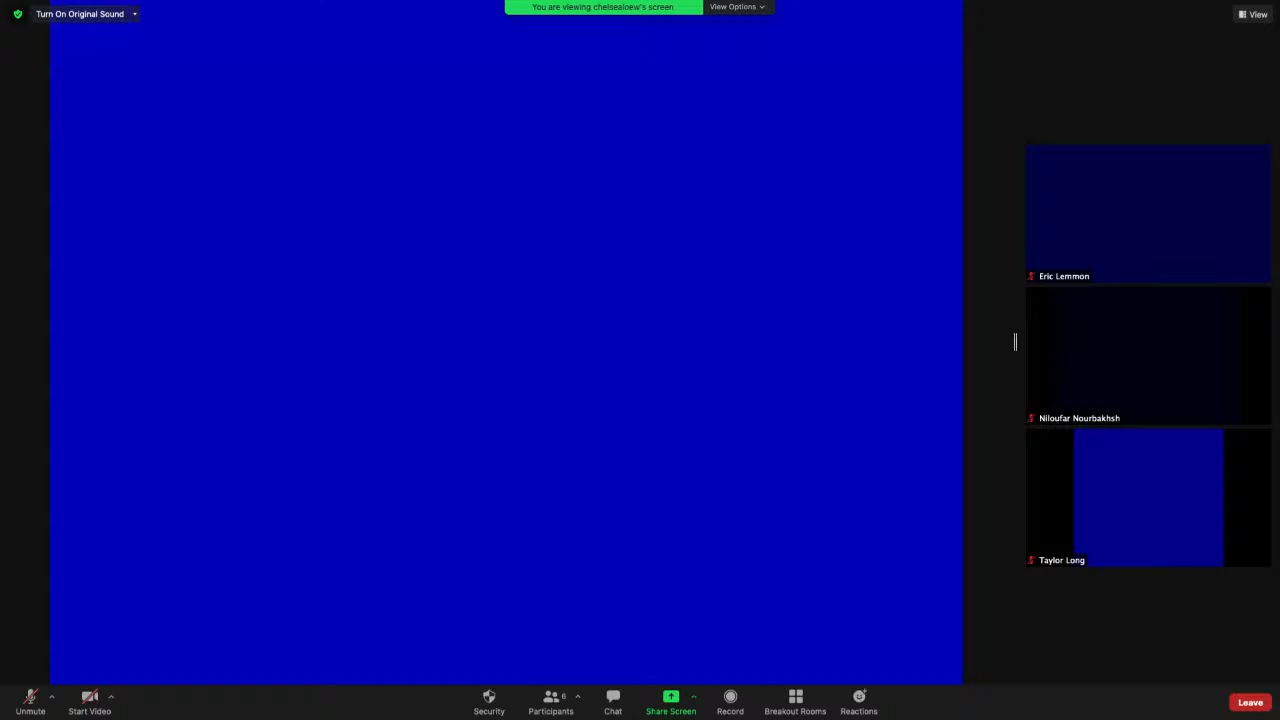 Turn On Original Sound
You are viewing chelsealoew's screen
View Options
View
Eric Lemmon
Niloufar Nourbakhsh
Taylor Long
Unmute
Start Video
Security
Participants
6
Chat
Share Screen
Record
Breakout Rooms
Reactions
Leave